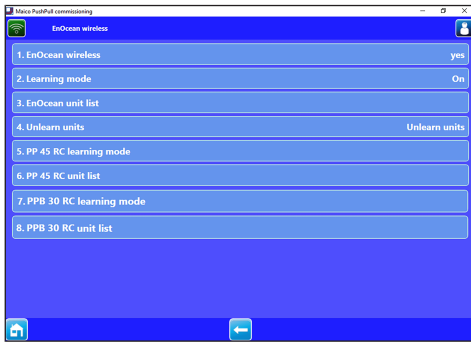 Maico PushPull commissioning
EnOcean wireless
1. EnOcean wireless yes
2. Learning mode On
3. EnOcean unit list
4. Unlearn units Unlearn units
5. PP 45 RC learning mode
6. PP 45 RC unit list
7. PPB 30 RC learning mode
8. PPB 30 RC unit list